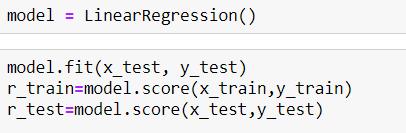 model = LinearRegression()
model.fit(x_test, y_test)
r_train=model.score(x_train,y_train)
r_test=model.score(x_test,y_test)